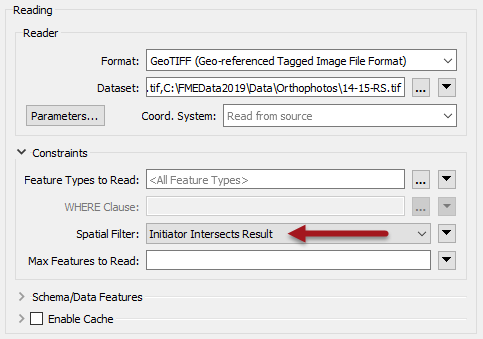 Reading
Reader
Format: GeoTIFF (Geo-referenced Tagged Image File Format)
Dataset: .tif,C:\FMEData2019\Data\Orthophotos\14-15-RS.tif ...
Parameters... Coord. System: Read from source
Constraints
Feature Types to Read: <All Feature Types> ...
WHERE Clause: ...
Spatial Filter: Initiator Intersects Result
Max Features to Read:
Schema/Data Features
Enable Cache